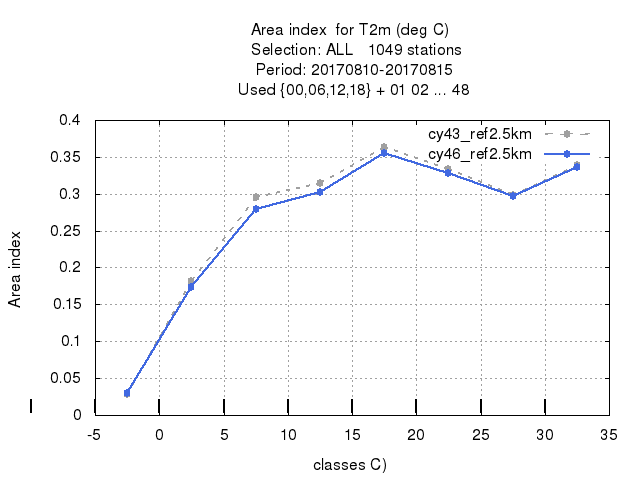 Area index  for T2m (deg C)
Selection: ALL   1049 stations
Period: 20170810-20170815
Used {00,06,12,18} + 01 02 ... 48
cy43_ref2.5km
cy46_ref2.5km
Area index
0.4
0.35
0.3
0.25
0.2
0.15
0.1
0.05
0
-5 0 5 10 15 20 25 30 35
classes C)